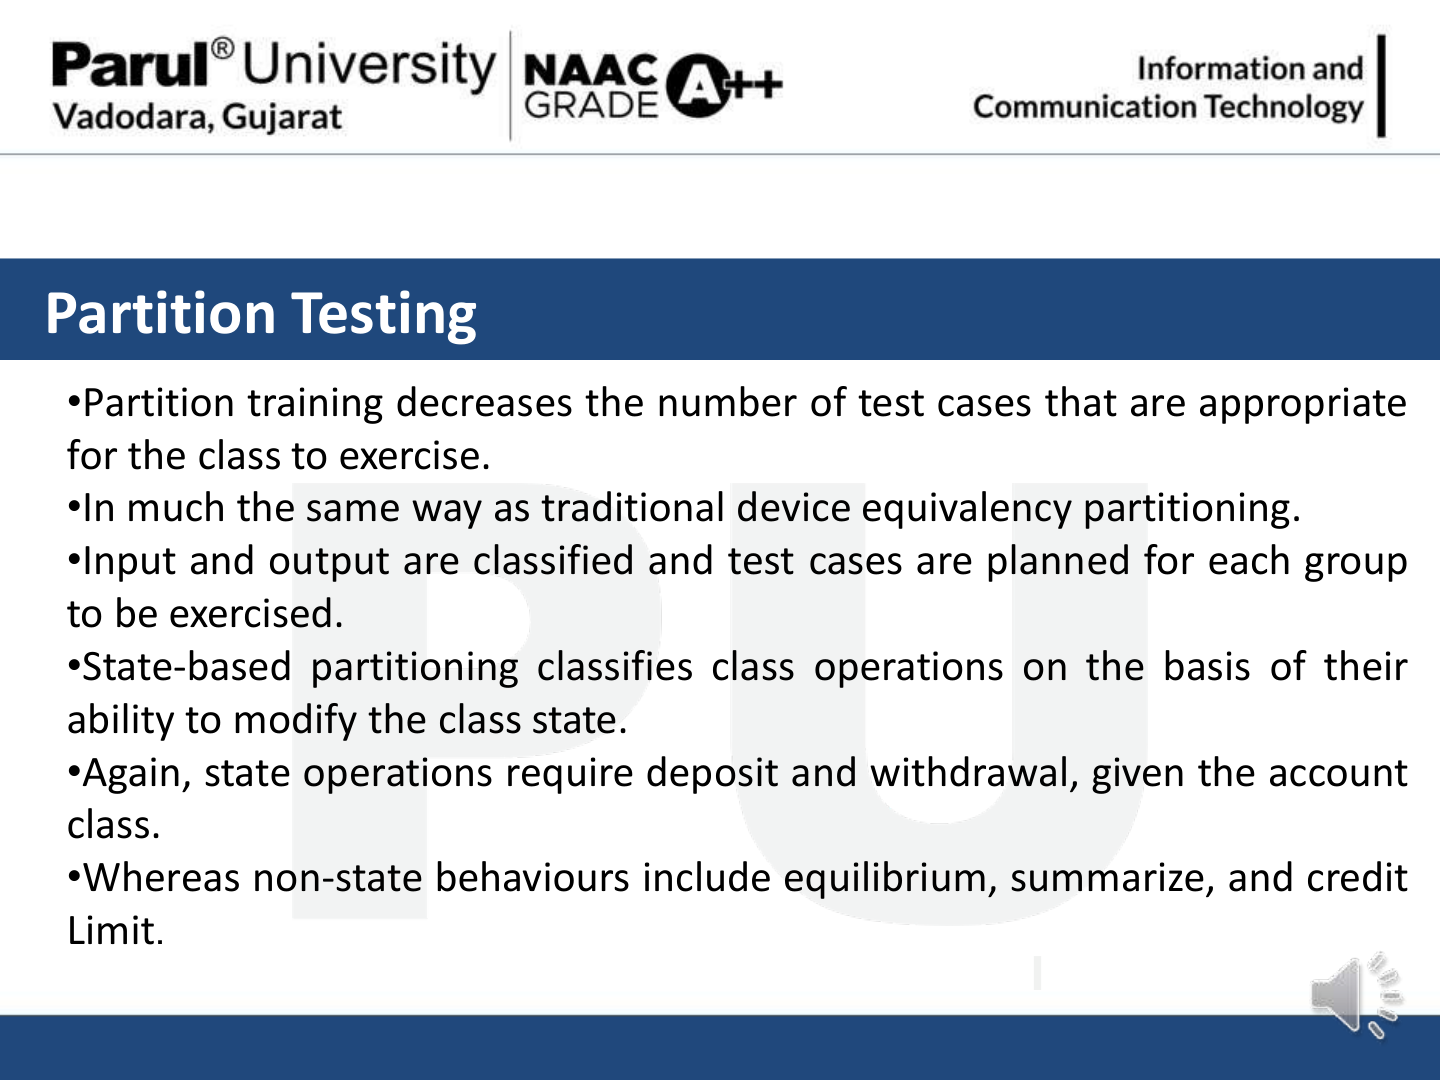 Parul® University
Vadodara, Gujarat
NAAC
GRADE
A++
Information and
Communication Technology
Partition Testing
•Partition training decreases the number of test cases that are appropriate
for the class to exercise.
•In much the same way as traditional device equivalency partitioning.
•Input and output are classified and test cases are planned for each group
to be exercised.
•State-based partitioning classifies class operations on the basis of their
ability to modify the class state.
•Again, state operations require deposit and withdrawal, given the account
class.
•Whereas non-state behaviours include equilibrium, summarize, and credit
Limit.
PU